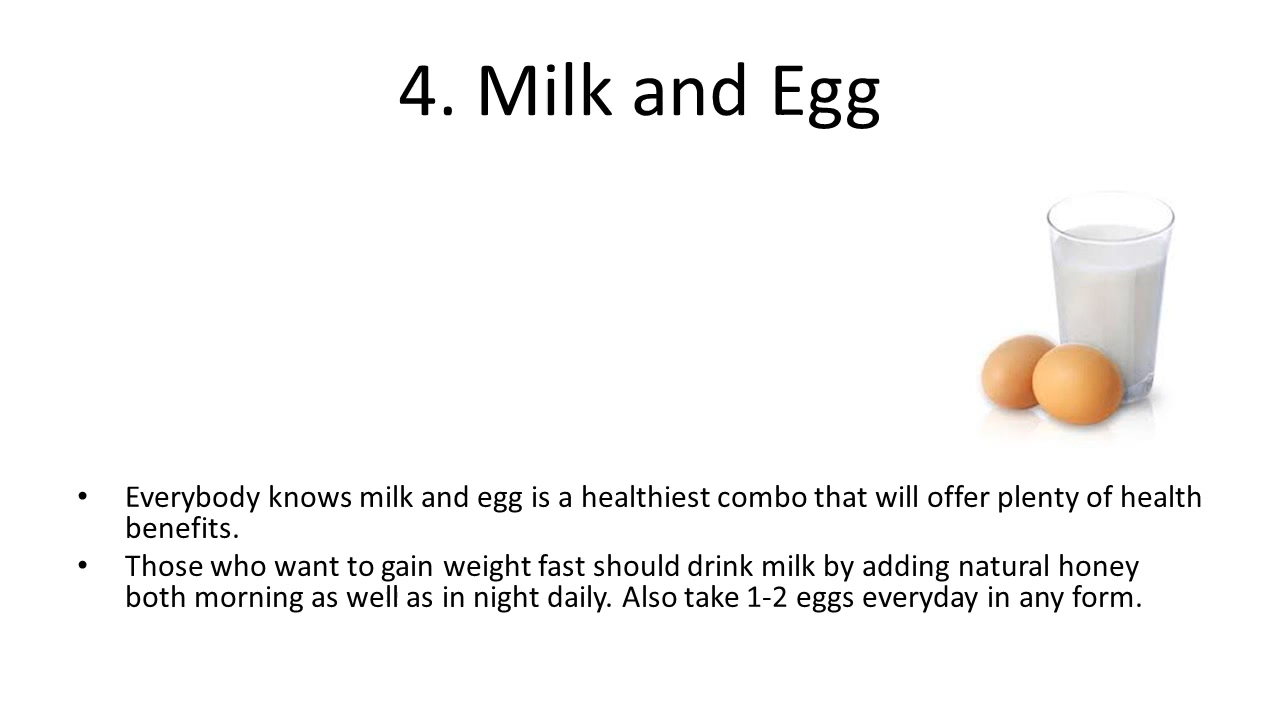 4. Milk and Egg
• Everybody knows milk and egg is a healthiest combo that will offer plenty of health
benefits.
• Those who want to gain weight fast should drink milk by adding natural honey
both morning as well as in night daily. Also take 1-2 eggs everyday in any form.